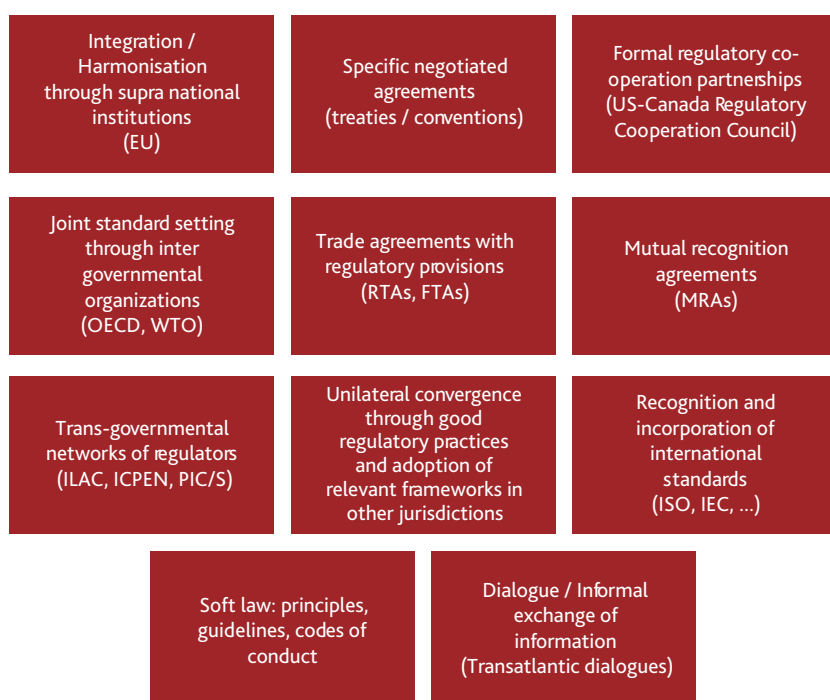 Integration /
Harmonisation
through supra national
institutions
(EU)
Specific negotiated
agreements
(treaties / conventions)
Formal regulatory co-
operation partnerships
(US-Canada Regulatory
Cooperation Council)
Joint standard setting
through inter
governmental
organizations
(OECD, WTO)
Trade agreements with
regulatory provisions
(RTAs, FTAs)
Mutual recognition
agreements
(MRAs)
Trans-governmental
networks of regulators
(ILAC, ICPEN, PIC/S)
Unilateral convergence
through good
regulatory practices
and adoption of
relevant frameworks in
other jurisdictions
Recognition and
incorporation of
international
standards
(ISO, IEC, ...)
Soft law: principles,
guidelines, codes of
conduct
Dialogue / Informal
exchange of
information
(Transatlantic dialogues)